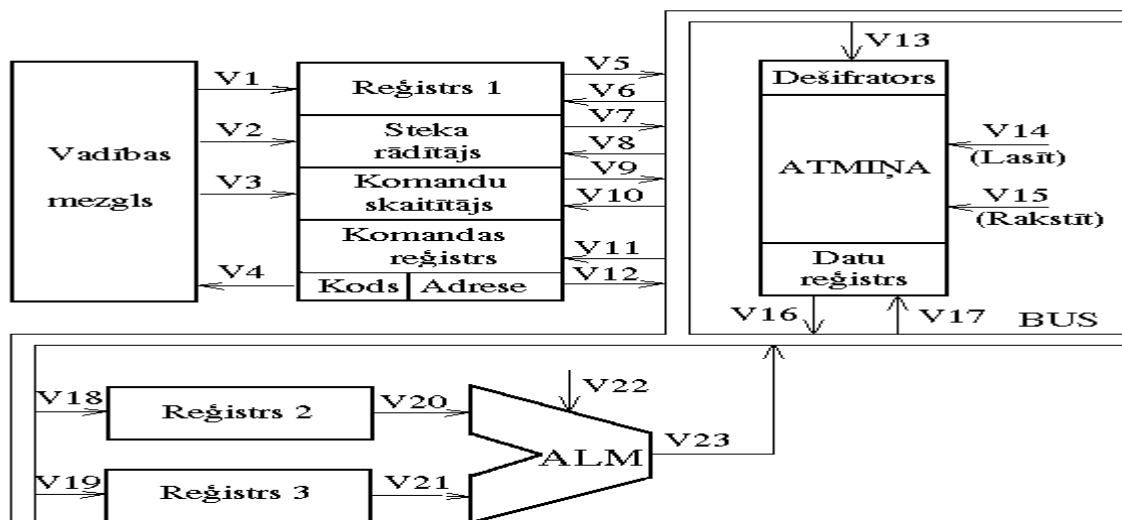 V13
V5
V1
Reģistrs 1
Dešifrators
V6
V7
V2
Steka
rādītājs
V8
V14
(Lasīt)
Vadības
mezgls
V9
ATMIŅA
V3
Komandu
skaitītājs
V10
V15
(Rakstīt)
Komandas
reģistrs
V11
Datu
reģistrs
V4
V12
Kods
Adrese
V16
V17
BUS
V22
V18
Reģistrs 2
V20
V23
ALM
V19
Reģistrs 3
V21